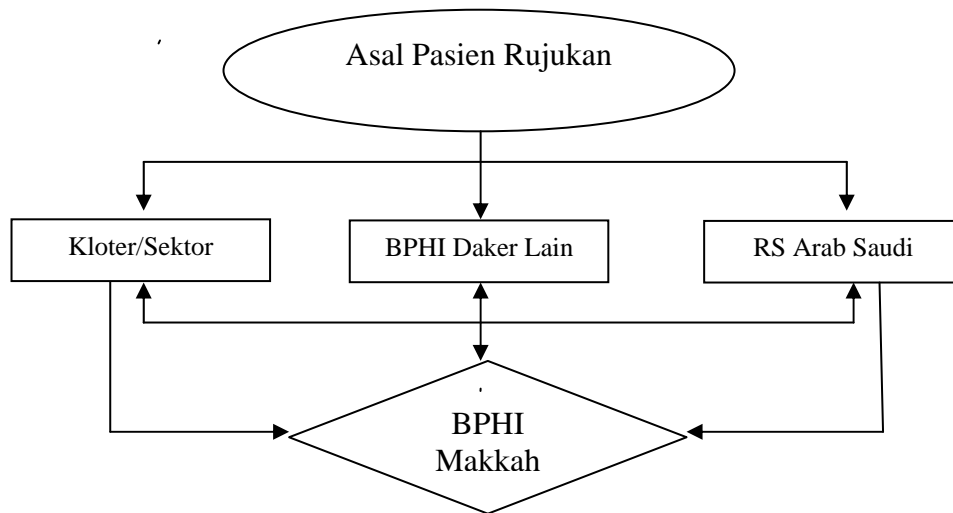 Asal Pasien Rujukan
Kloter/Sektor
BPHI Daker Lain
RS Arab Saudi
BPHI
Makkah